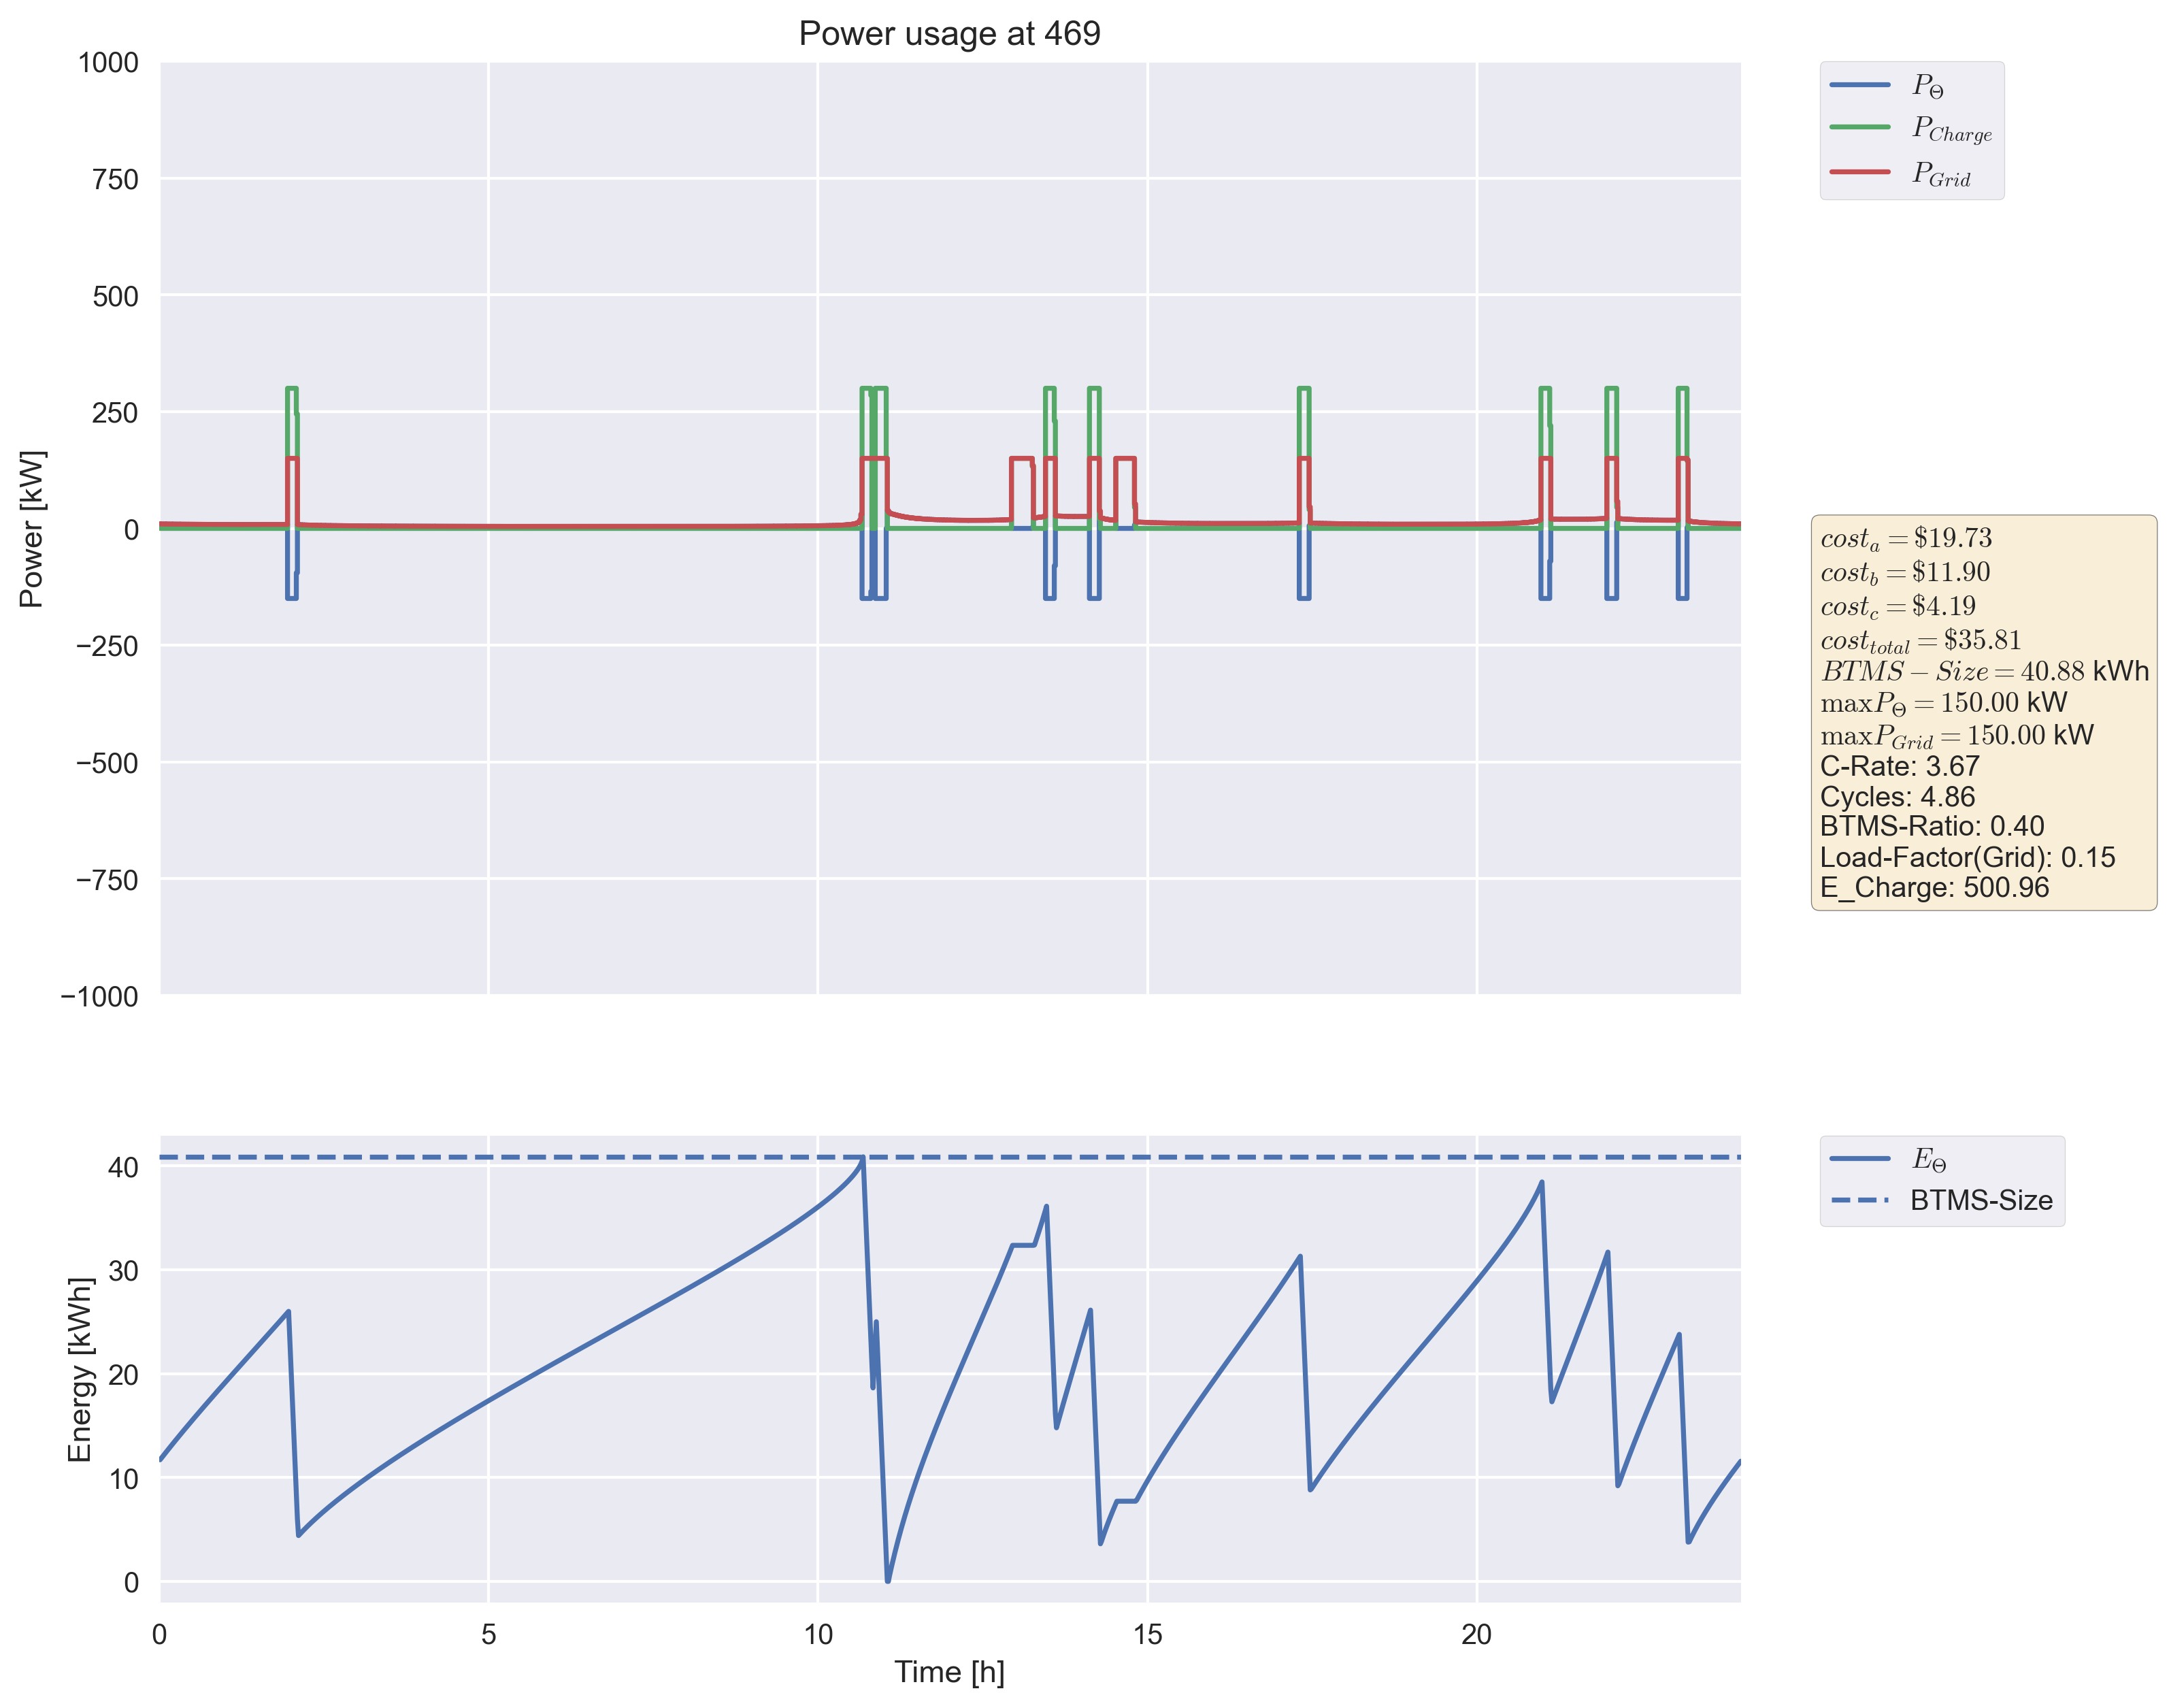 Power usage at 469
1000
750
500
250
0
−250
−500
−750
−1000
Power [kW]
P_Θ
P_Charge
P_Grid
cost_a = $19.73
cost_b = $11.90
cost_c = $4.19
cost_total = $35.81
BTMS − Size = 40.88 kWh
max P_Θ = 150.00 kW
max P_Grid = 150.00 kW
C-Rate: 3.67
Cycles: 4.86
BTMS-Ratio: 0.40
Load-Factor(Grid): 0.15
E_Charge: 500.96
40
30
20
10
0
Energy [kWh]
E_Θ
BTMS-Size
0 5 10 15 20
Time [h]